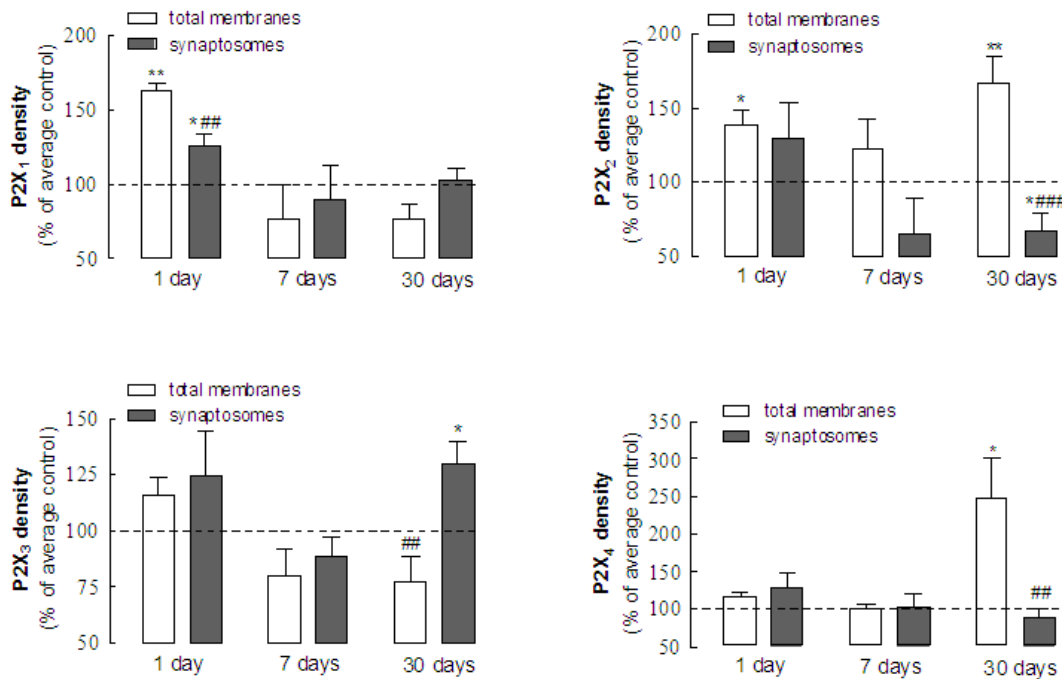 total membranes
synaptosomes
P2X₁ density
(% of average control)
200
150
100
50
**
*##
1 day
7 days
30 days
total membranes
synaptosomes
P2X₂ density
(% of average control)
200
150
100
50
*
**
*###
1 day
7 days
30 days
total membranes
synaptosomes
P2X₃ density
(% of average control)
150
125
100
75
50
##
*
1 day
7 days
30 days
total membranes
synaptosomes
P2X₄ density
(% of average control)
350
300
250
200
150
100
50
*
##
1 day
7 days
30 days